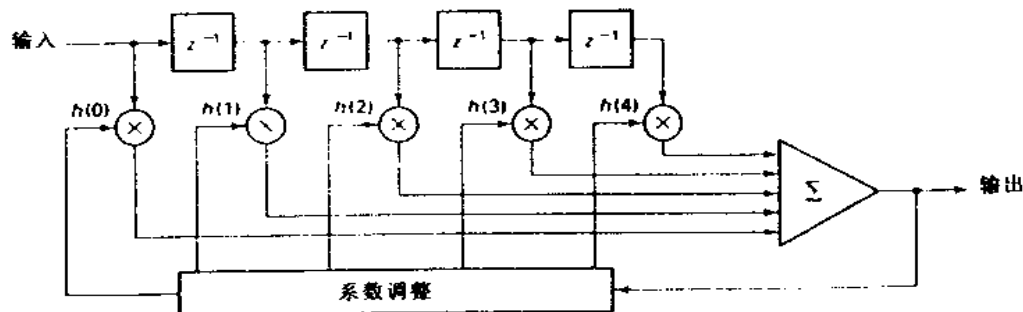 输入
z⁻¹ z⁻¹ z⁻¹ z⁻¹
h(0) h(1) h(2) h(3) h(4)
Σ
输出
系数调整